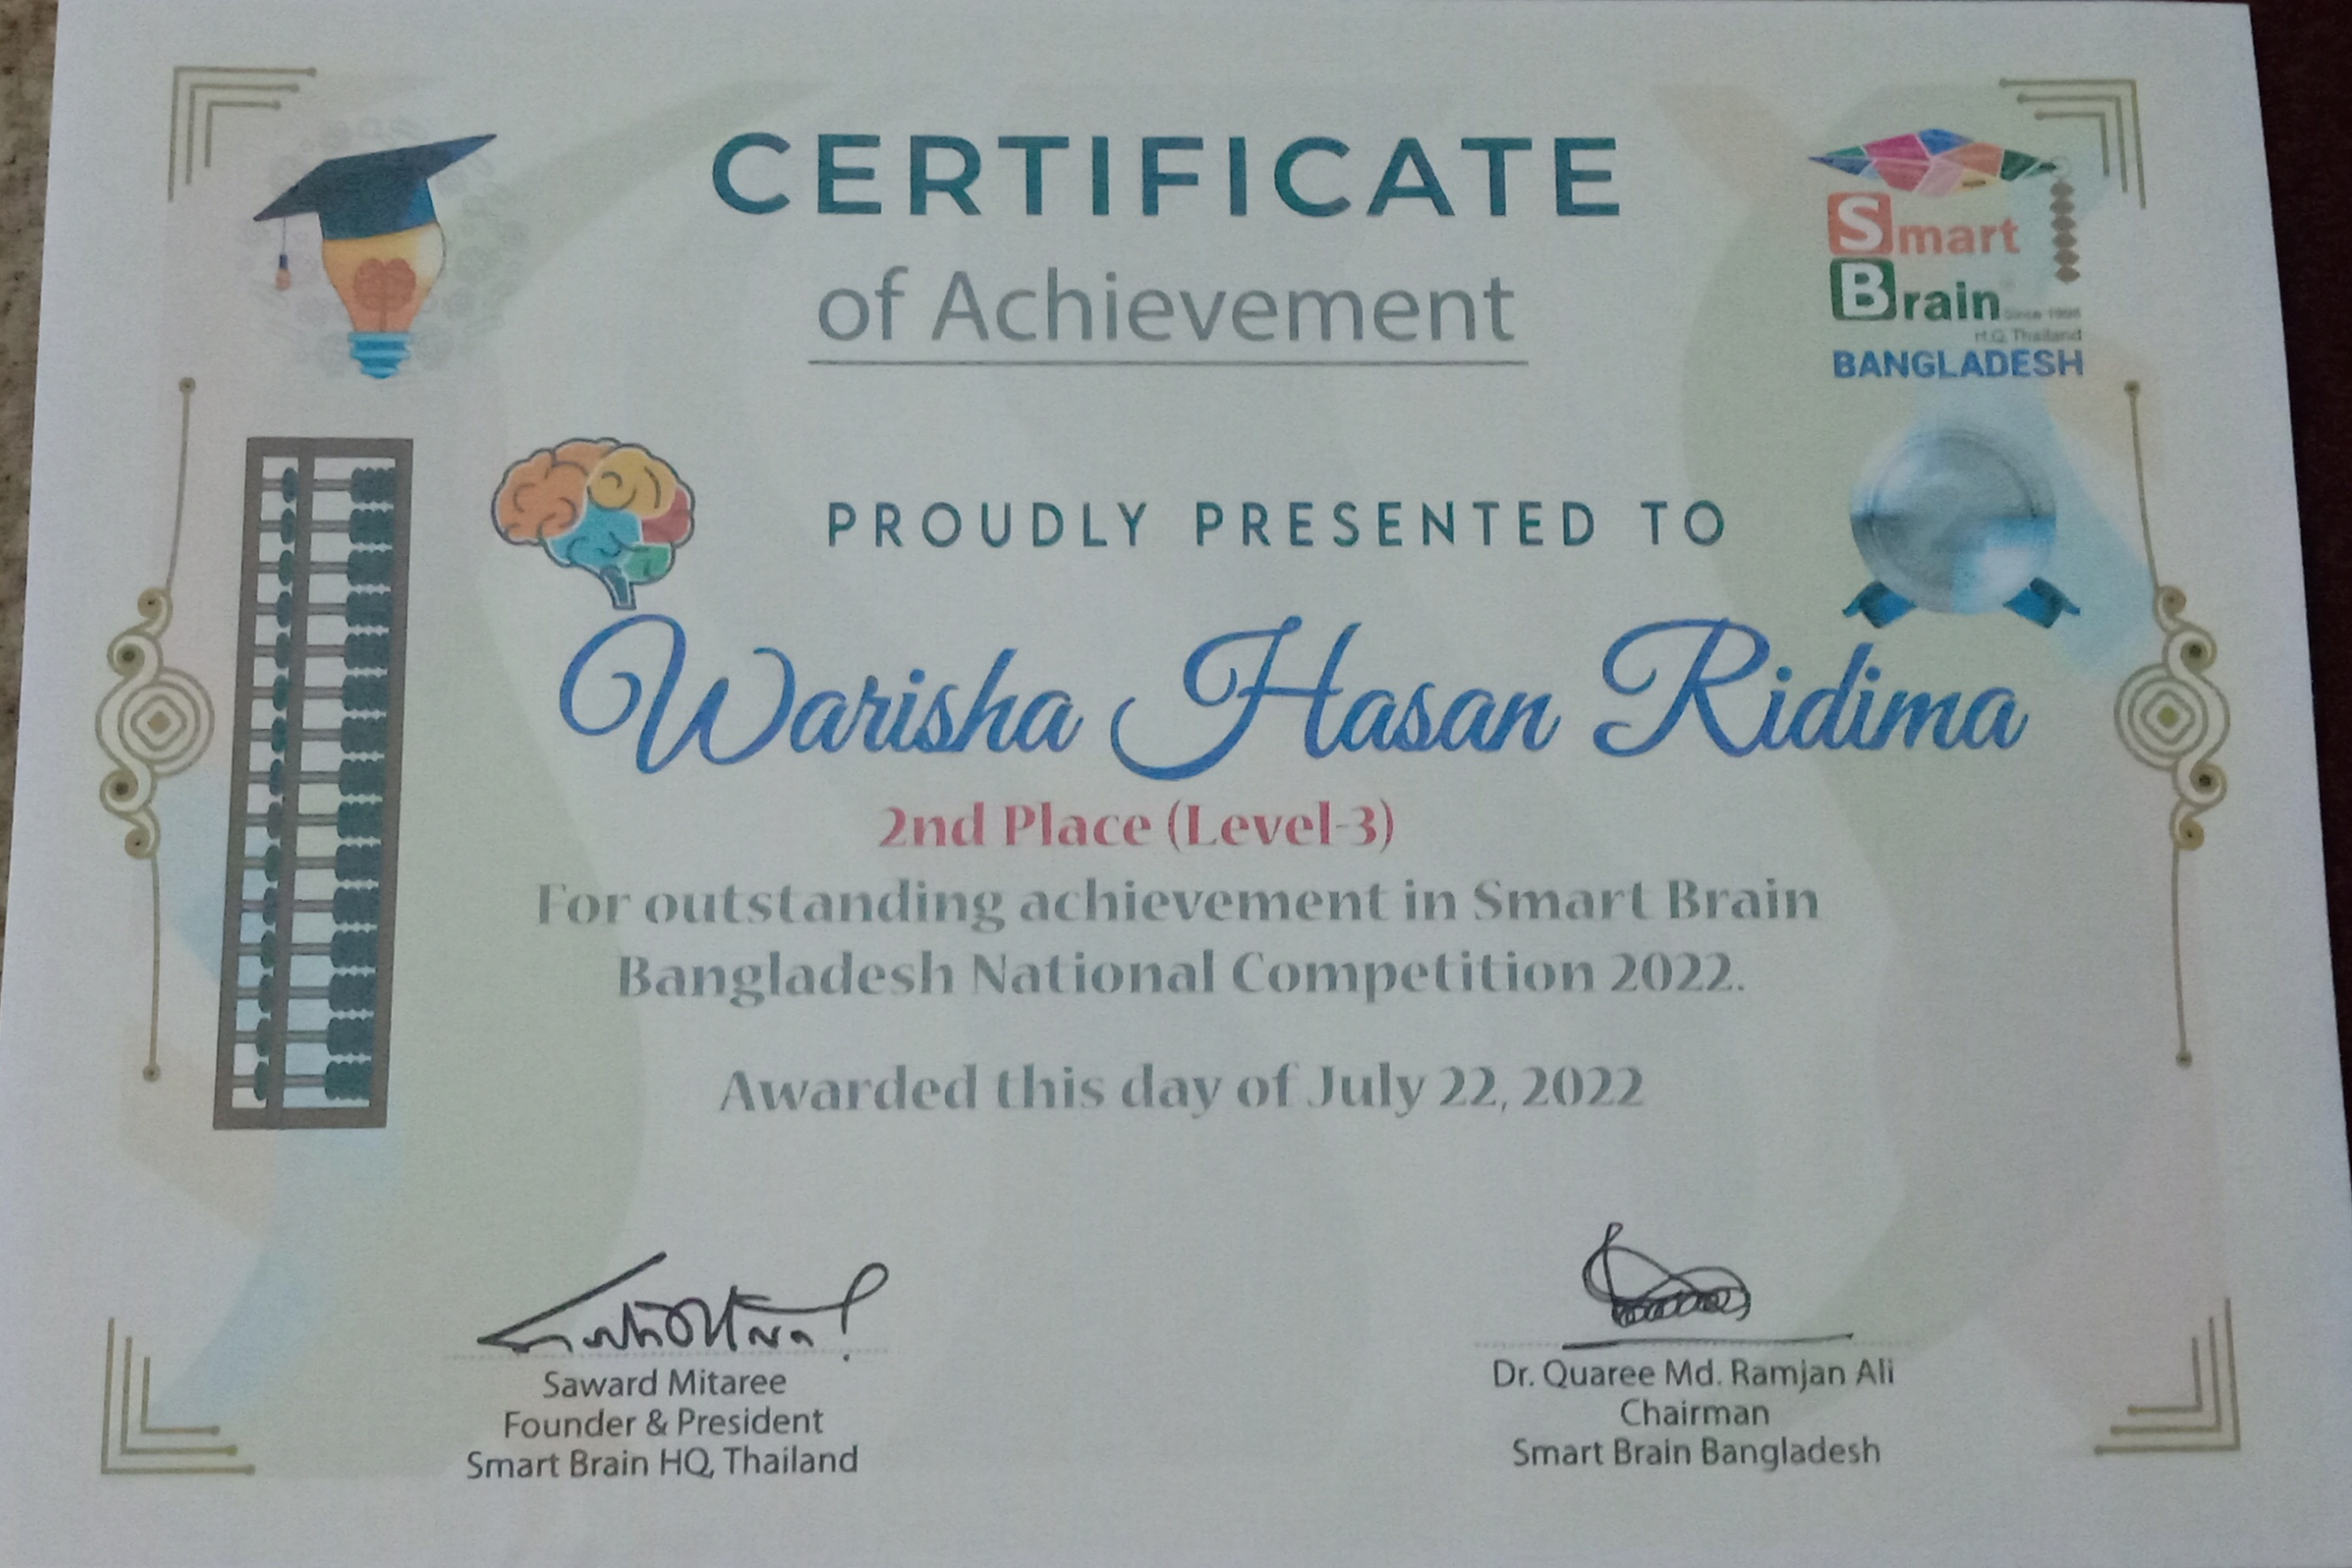 CERTIFICATE
of Achievement
Smart
Brain
Since 1996
H.Q. Thailand
BANGLADESH
PROUDLY PRESENTED TO
Warisha Hasan Ridima
2nd Place (Level-3)
For outstanding achievement in Smart Brain
Bangladesh National Competition 2022.
Awarded this day of July 22, 2022
Saward Mitaree
Founder & President
Smart Brain HQ, Thailand
Dr. Quaree Md. Ramjan Ali
Chairman
Smart Brain Bangladesh